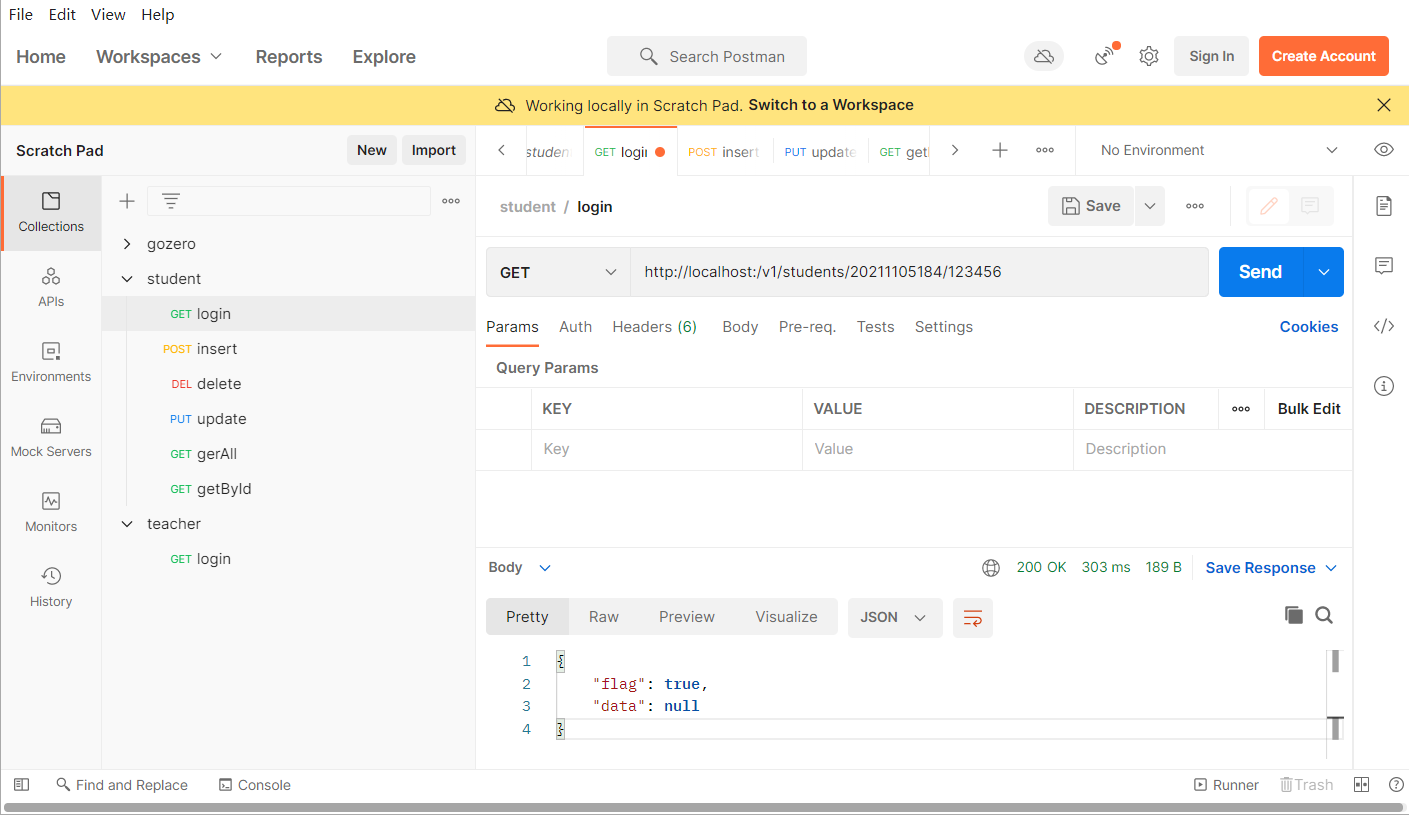 File Edit View Help
Home Workspaces Reports Explore Search Postman Sign In Create Account
Working locally in Scratch Pad. Switch to a Workspace
Scratch Pad New Import
student GET login POST insert PUT update GET get No Environment
Collections
APIs
Environments
Mock Servers
Monitors
History
gozero
student
GET login
POST insert
DEL delete
PUT update
GET gerAll
GET getById
teacher
GET login
student / login Save
GET http://localhost:/v1/students/20211105184/123456 Send
Params Auth Headers (6) Body Pre-req. Tests Settings Cookies
Query Params
KEY VALUE DESCRIPTION Bulk Edit
Key Value Description
Body 200 OK 303 ms 189 B Save Response
Pretty Raw Preview Visualize JSON
1 {
2 "flag": true,
3 "data": null
4 }
Find and Replace Console Runner Trash